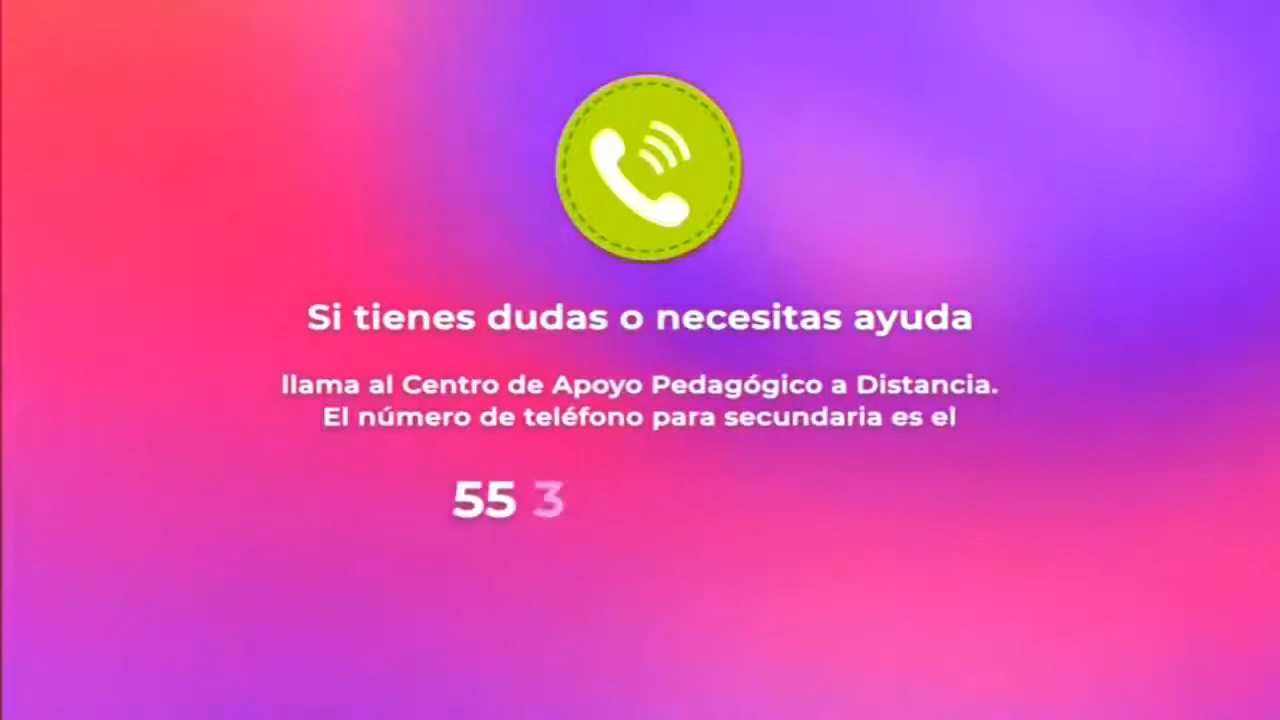 Si tienes dudas o necesitas ayuda
llama al Centro de Apoyo Pedagógico a Distancia.
El número de teléfono para secundaria es el
55 3